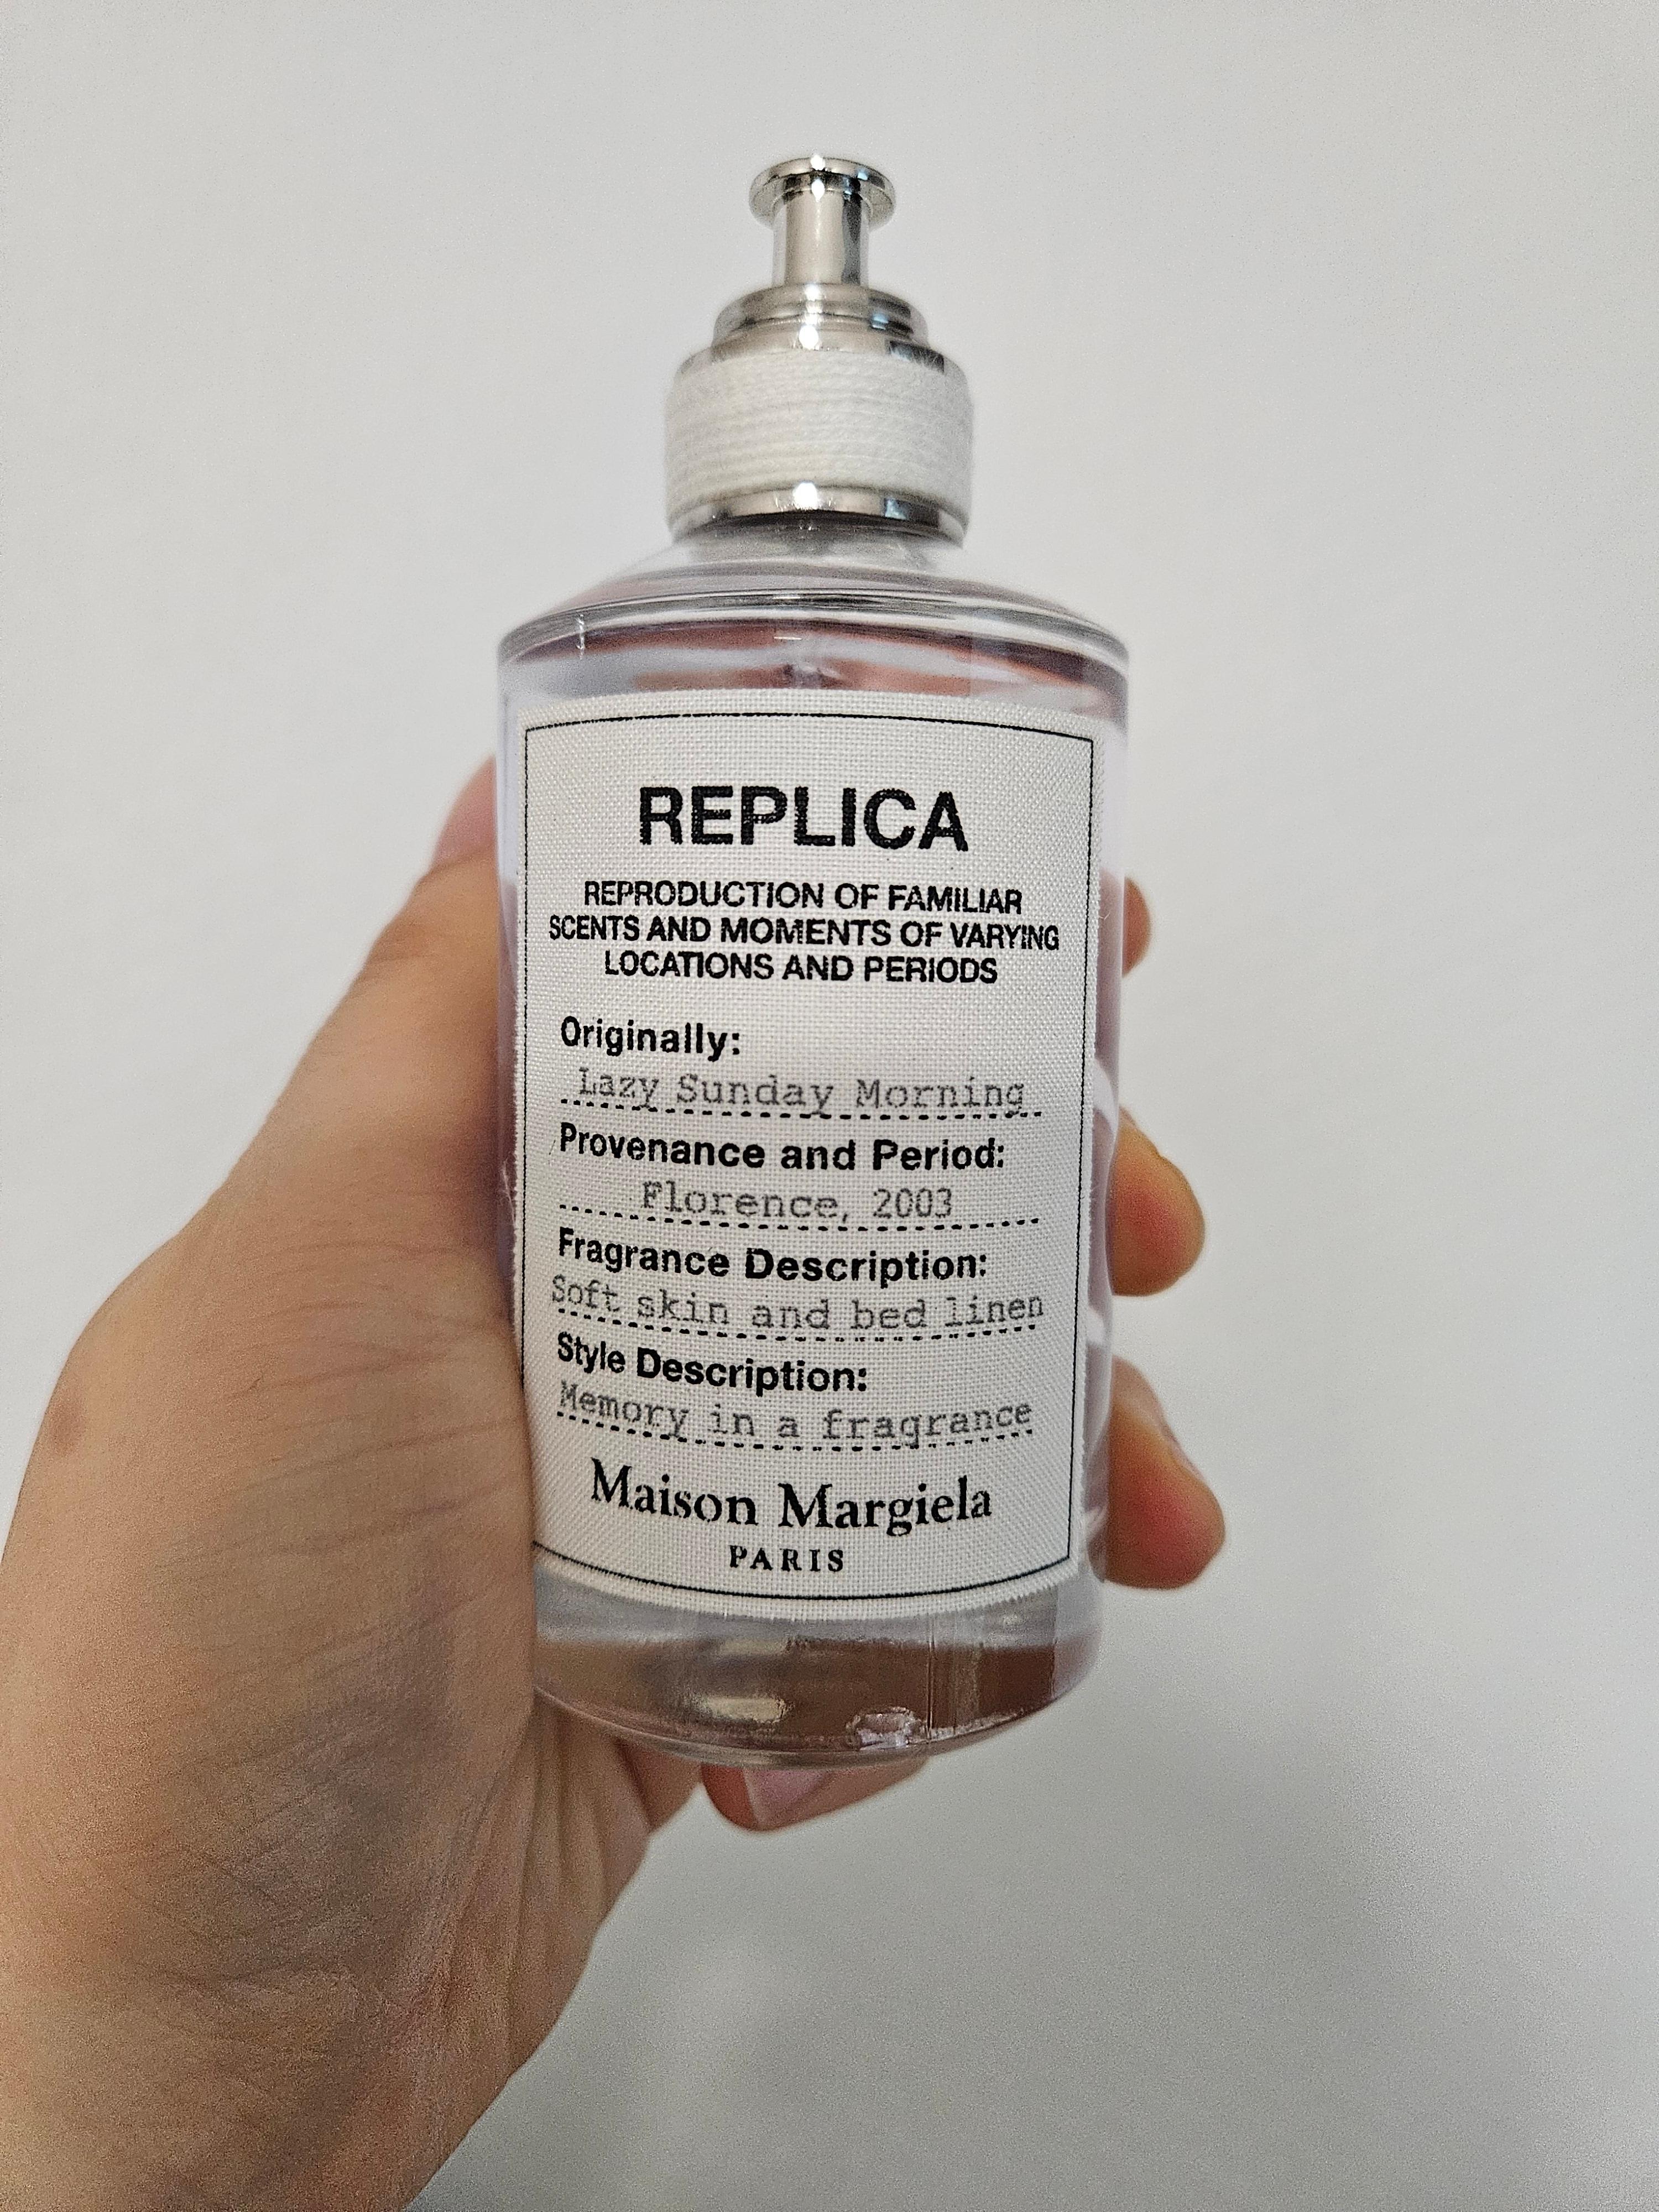 REPLICA
REPRODUCTION OF FAMILIAR
SCENTS AND MOMENTS OF VARYING
LOCATIONS AND PERIODS
Originally:
Lazy Sunday Morning
Provenance and Period:
Florence, 2003
Fragrance Description:
Soft skin and bed linen
Style Description:
Memory in a fragrance
Maison Margiela
PARIS